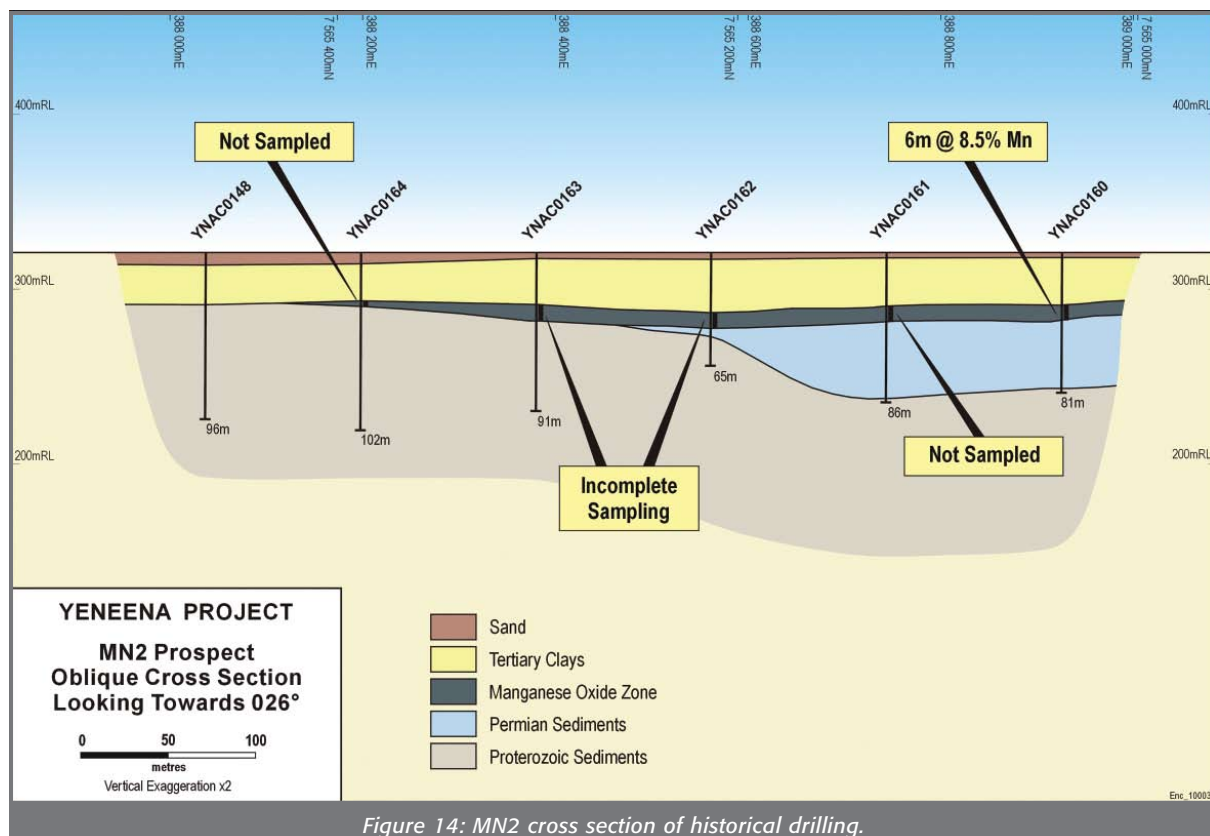 388 000mE
7 565 400mN
388 200mE
388 400mE
7 565 200mN
388 600mE
388 800mE
389 000mE
7 565 000mN
400mRL
400mRL
Not Sampled
6m @ 8.5% Mn
YNAC0148
YNAC0164
YNAC0163
YNAC0162
YNAC0161
YNAC0160
300mRL
300mRL
65m
96m
102m
91m
86m
81m
200mRL
200mRL
Incomplete
Sampling
Not Sampled
YENEENA PROJECT
MN2 Prospect
Oblique Cross Section
Looking Towards 026°
0 50 100
metres
Vertical Exaggeration x2
Sand
Tertiary Clays
Manganese Oxide Zone
Permian Sediments
Proterozoic Sediments
Enc_10003
Figure 14: MN2 cross section of historical drilling.